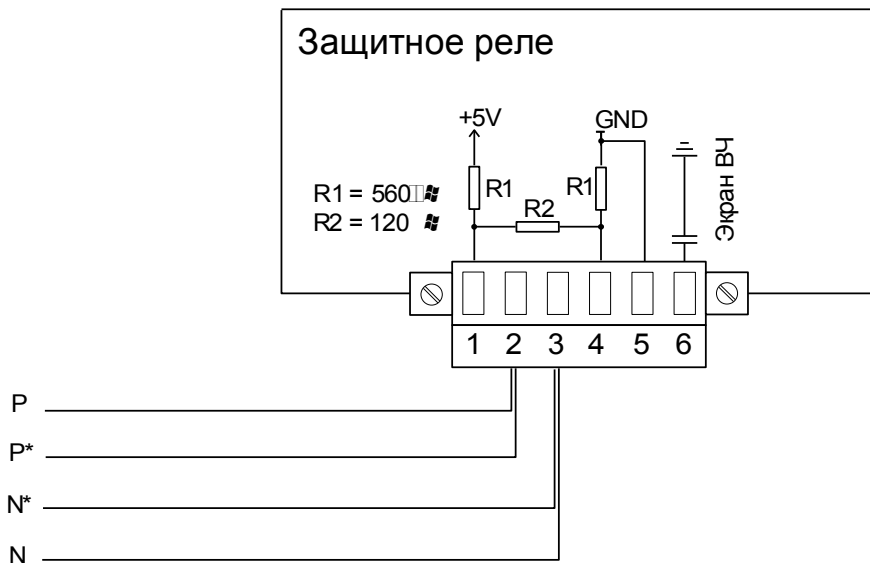 Защитное реле
+5V
GND
R1 = 560
R2 = 120
R1
R2
R1
Экран ВЧ
1 2 3 4 5 6
P
P*
N*
N